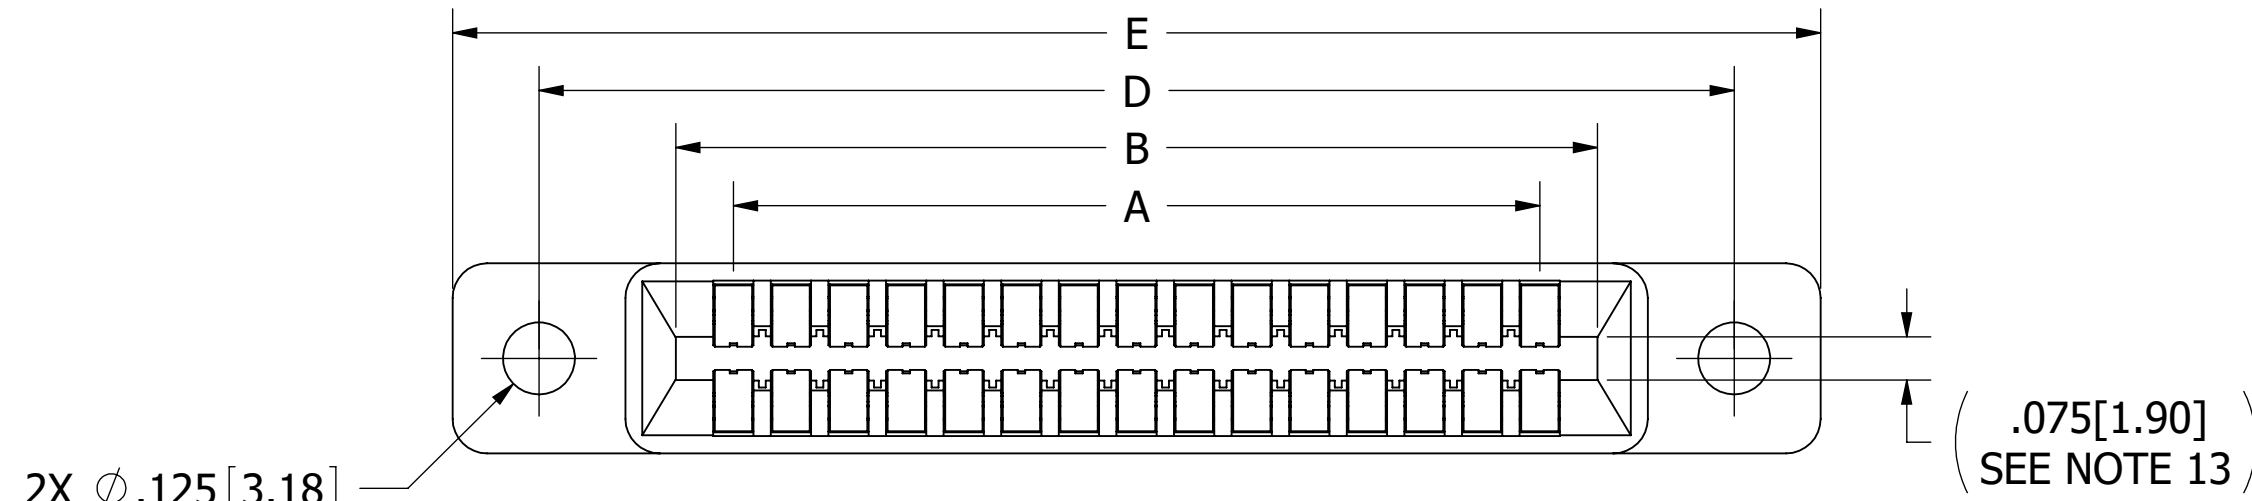 E
D
B
A
.075[1.90]
SEE NOTE 13
2X ∅.125[3.18]